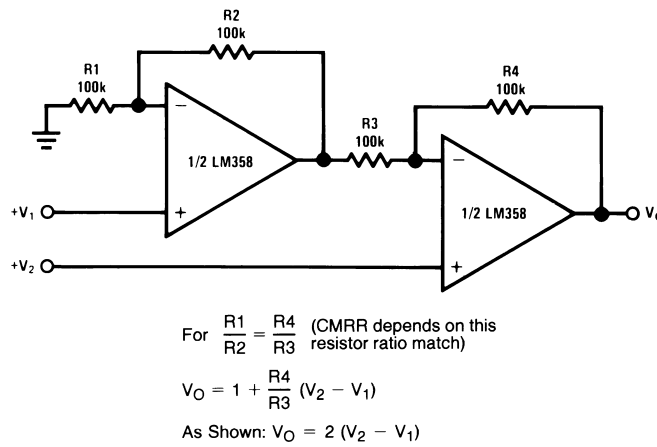 R2
100k
R1
100k
R4
100k
R3
100k
−
1/2 LM358
+
−
1/2 LM358
+
+V₁
+V₂
V
For R1/R2 = R4/R3 (CMRR depends on this
resistor ratio match)
V_O = 1 + R4/R3 (V₂ − V₁)
As Shown: V_O = 2 (V₂ − V₁)